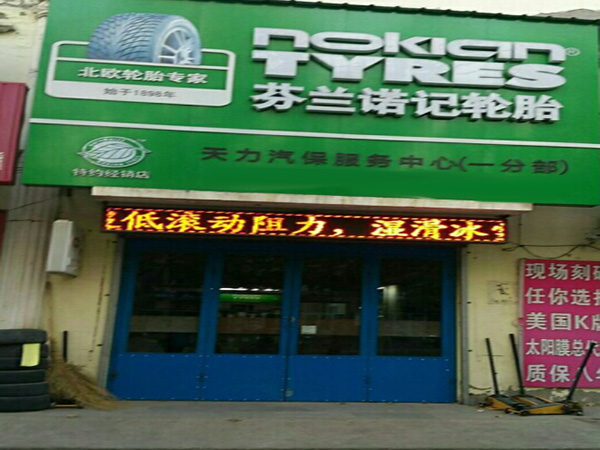 nokian
TYRES
芬兰诺记轮胎
北欧轮胎专家
始于1898年
特约经销店
天力汽保服务中心(一分部)
低滚动阻力，湿滑冰
现场刻
任你选
美国K
太阳膜总
质保八